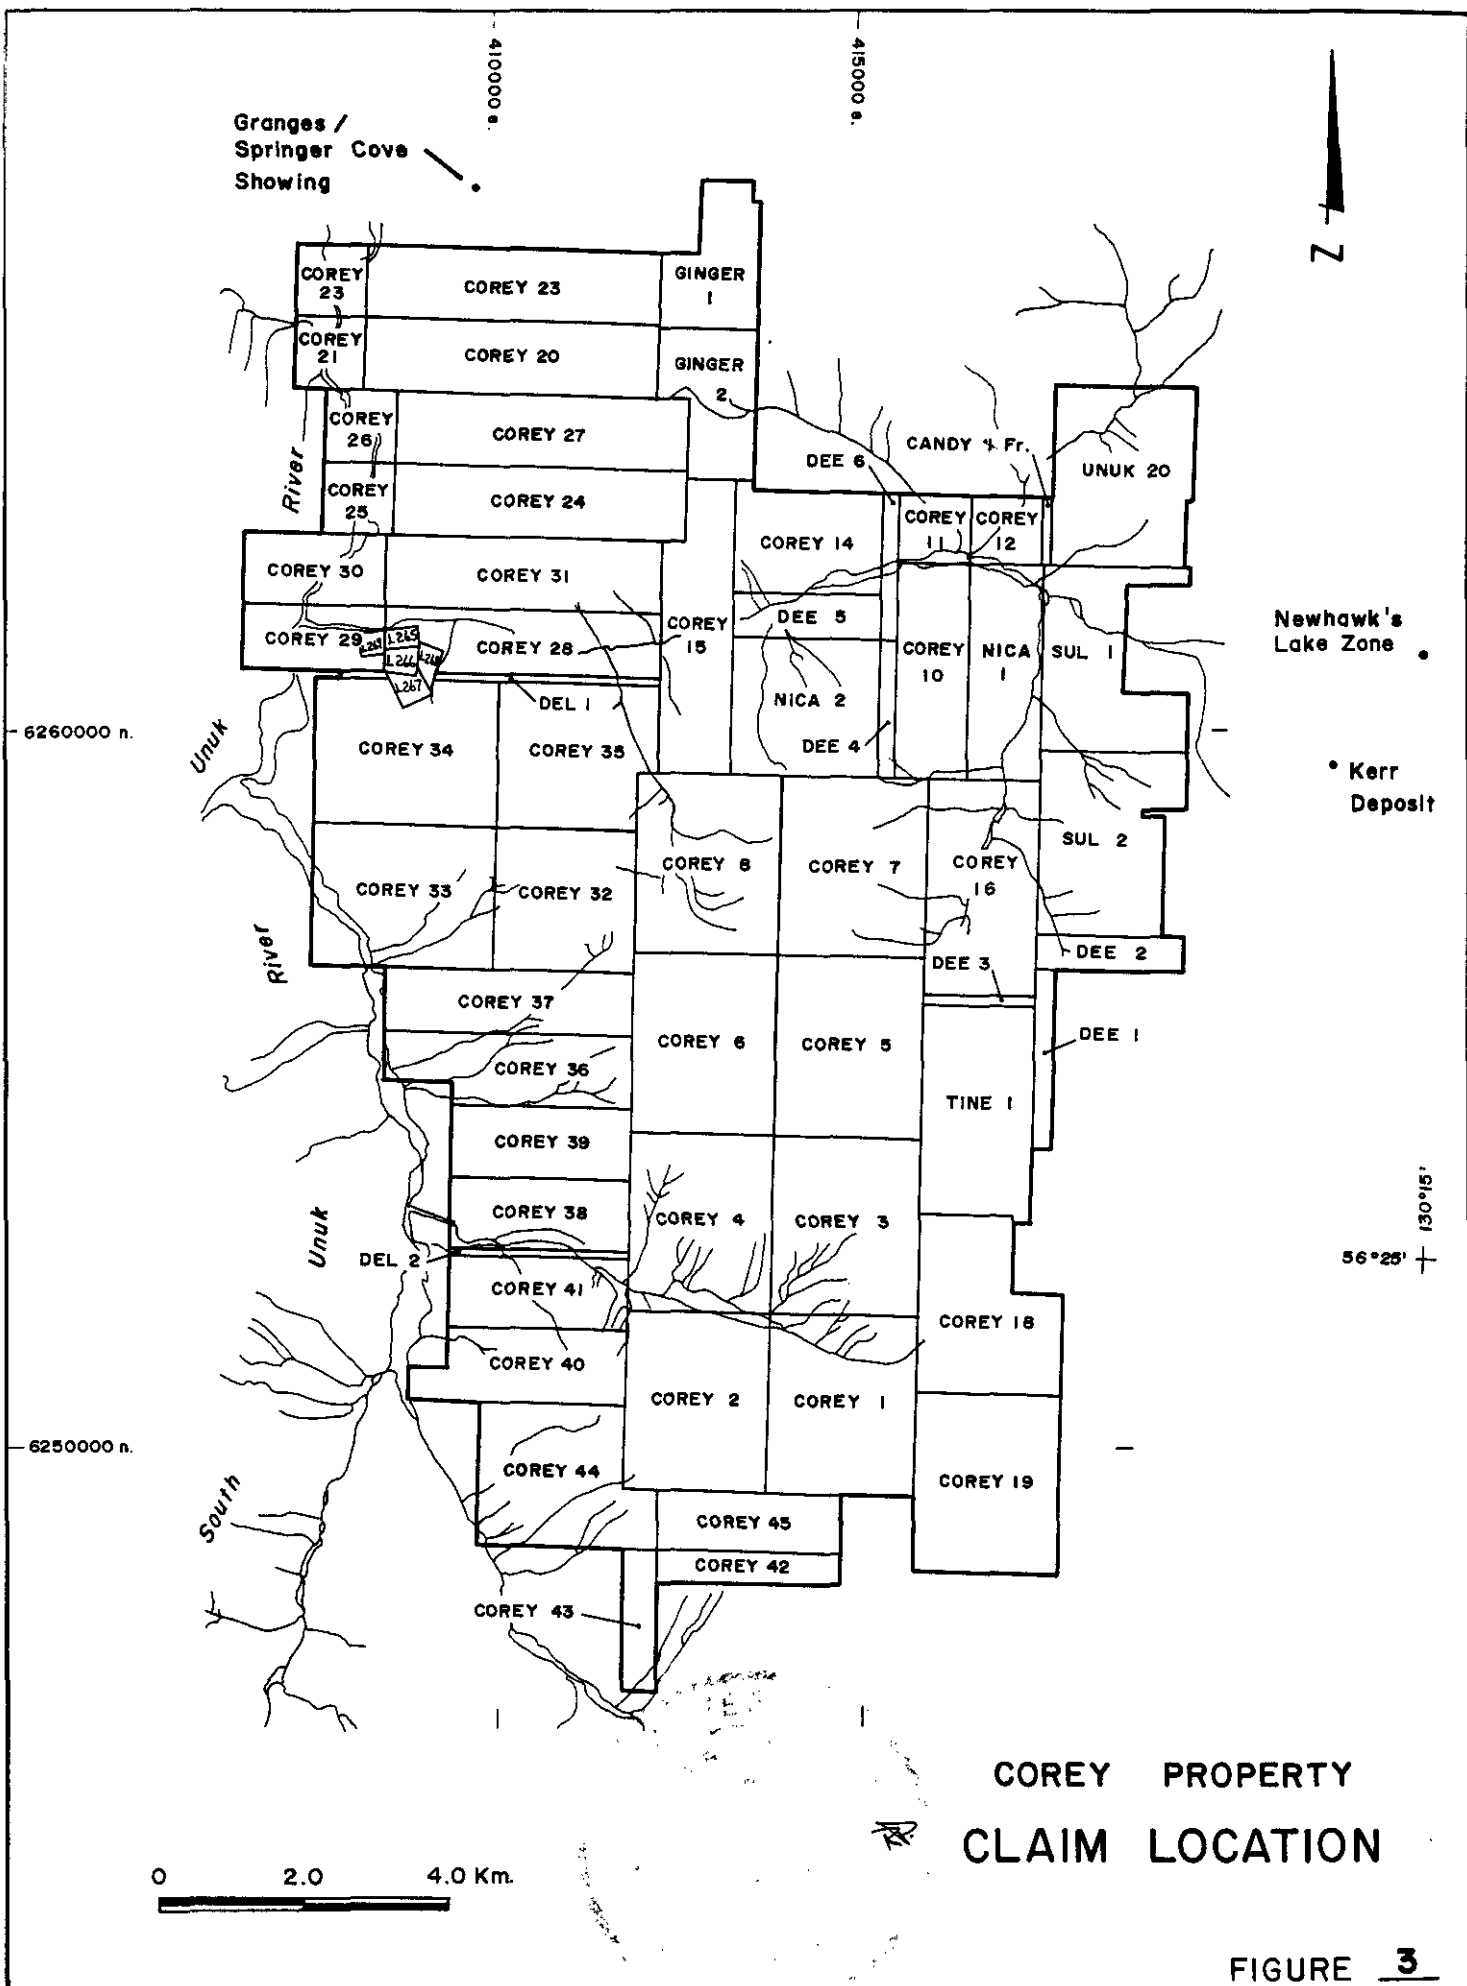 410000 e.
415000 e.
Granges /
Springer Cove
Showing
N
COREY
23
COREY 23
GINGER
1
COREY
21
COREY 20
GINGER
2
COREY
26
COREY 27
DEE 6
CANDY 4 Fr.
UNUK 20
River
COREY
25
COREY 24
COREY
11
COREY
12
COREY 14
COREY 30
COREY 31
DEE 5
COREY 29
L265
L266
L267
COREY 28
COREY
15
COREY
10
NICA
1
SUL 1
Newhawk's
Lake Zone
DEL 1
NICA 2
6260000 n.
Unuk
COREY 34
COREY 35
DEE 4
Kerr
Deposit
COREY 33
COREY 32
COREY 8
COREY 7
COREY
16
SUL 2
River
DEE 3
DEE 2
COREY 37
COREY 6
COREY 5
DEE 1
COREY 36
TINE 1
COREY 39
COREY 38
COREY 4
COREY 3
Unuk
130°15'
56°25'
DEL 2
COREY 41
COREY 18
COREY 40
COREY 2
COREY 1
6250000 n.
COREY 44
COREY 19
South
COREY 45
COREY 42
COREY 43
COREY PROPERTY
CLAIM LOCATION
0 2.0 4.0 Km.
FIGURE 3